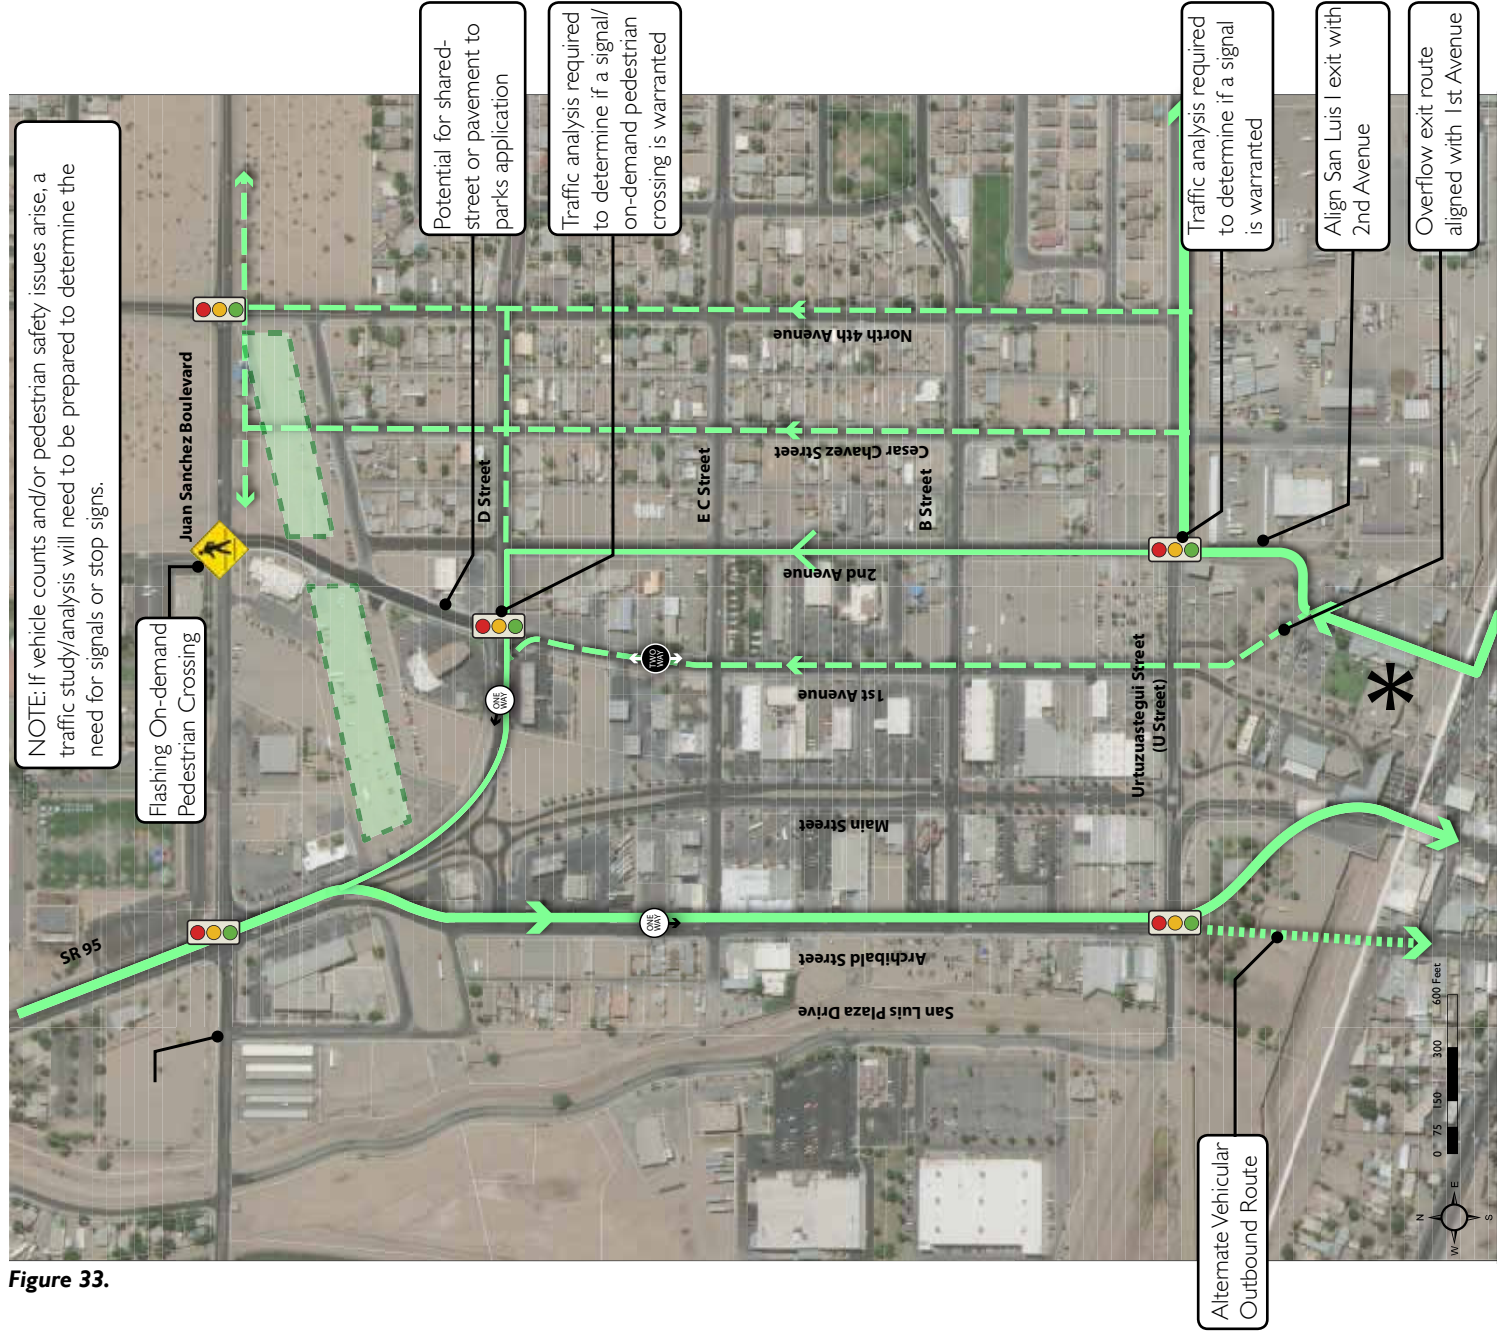 NOTE: If vehicle counts and/or pedestrian safety issues arise, a
traffic study/analysis will need to be prepared to determine the
need for signals or stop signs.
Potential for shared-
street or pavement to
parks application
Traffic analysis required
to determine if a signal/
on-demand pedestrian
crossing is warranted
Traffic analysis required
to determine if a signal
is warranted
Align San Luis I exit with
2nd Avenue
Overflow exit route
aligned with 1st Avenue
Flashing On-demand
Pedestrian Crossing
Alternate Vehicular
Outbound Route
Juan Sanchez Boulevard
SR 95
D Street
E C Street
B Street
Urtuzuastegui Street
(U Street)
North 4th Avenue
Cesar Chavez Street
2nd Avenue
1st Avenue
Main Street
Archibald Street
San Luis Plaza Drive
ONE
WAY
TWO
WAY
ONE
WAY
*
0 75 150 300 600 Feet
N
E
S
W
Figure 33.